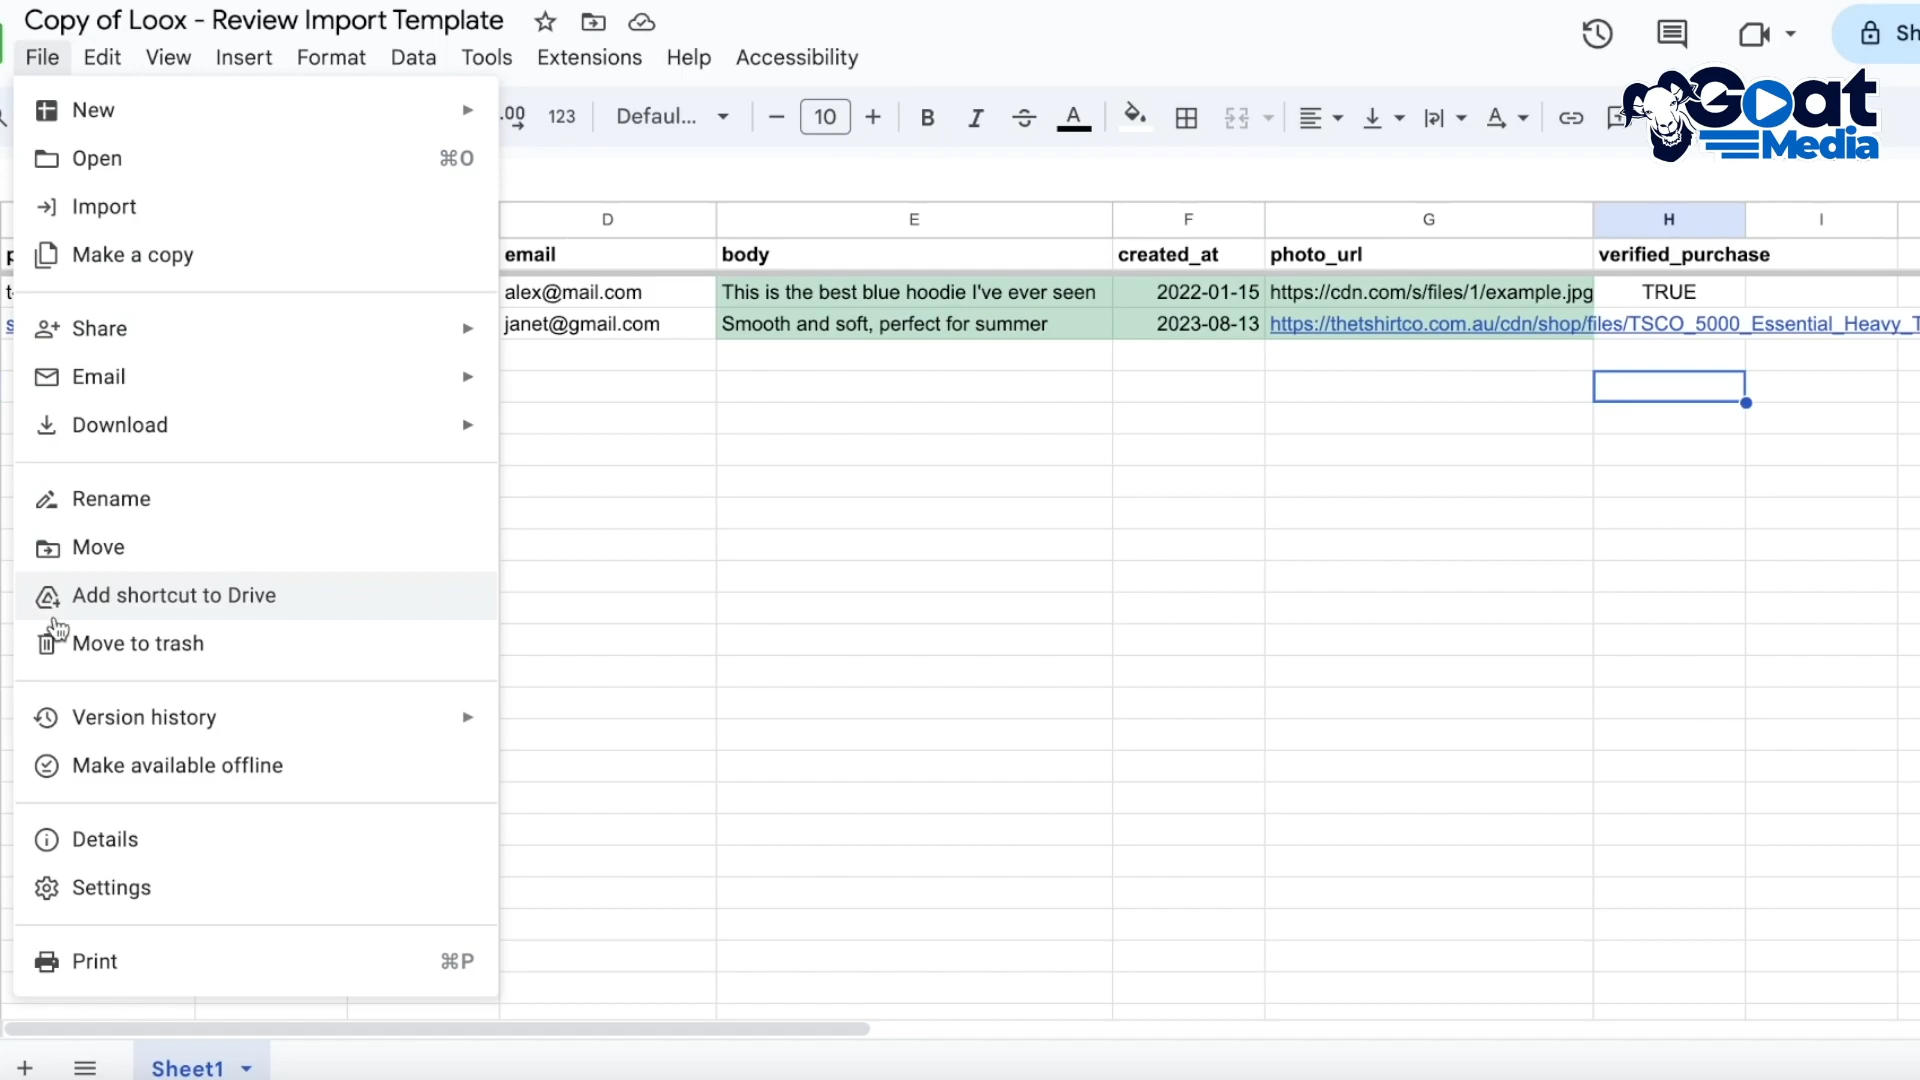 Copy of Loox - Review Import Template
File Edit View Insert Format Data Tools Extensions Help Accessibility
.00 123 Defaul... 10 B I A
Goat
Media
New
Open ⌘O
Import
Make a copy
Share
Email
Download
Rename
Move
Add shortcut to Drive
Move to trash
Version history
Make available offline
Details
Settings
Print ⌘P
D E F G H I
email body created_at photo_url verified_purchase
alex@mail.com This is the best blue hoodie I've ever seen 2022-01-15 https://cdn.com/s/files/1/example.jpg TRUE
janet@gmail.com Smooth and soft, perfect for summer 2023-08-13 https://thetshirtco.com.au/cdn/shop/files/TSCO_5000_Essential_Heavy_T
Sheet1